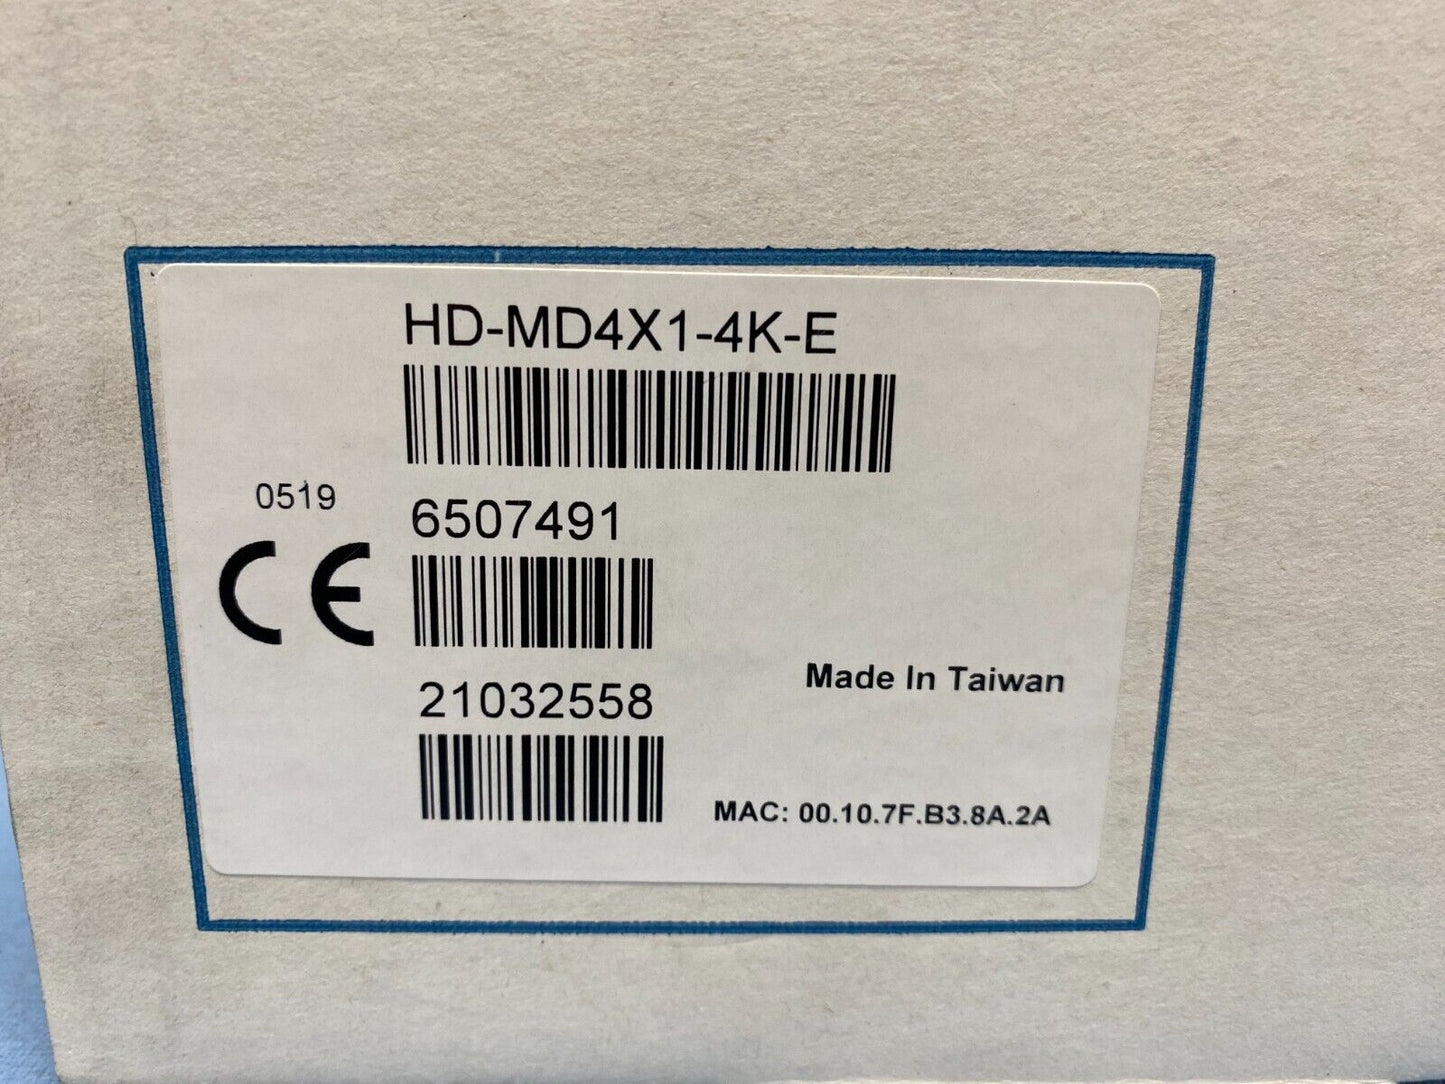 HD-MD4X1-4K-E
0519
6507491
CE
21032558
Made In Taiwan
MAC: 00.10.7F.B3.8A.2A